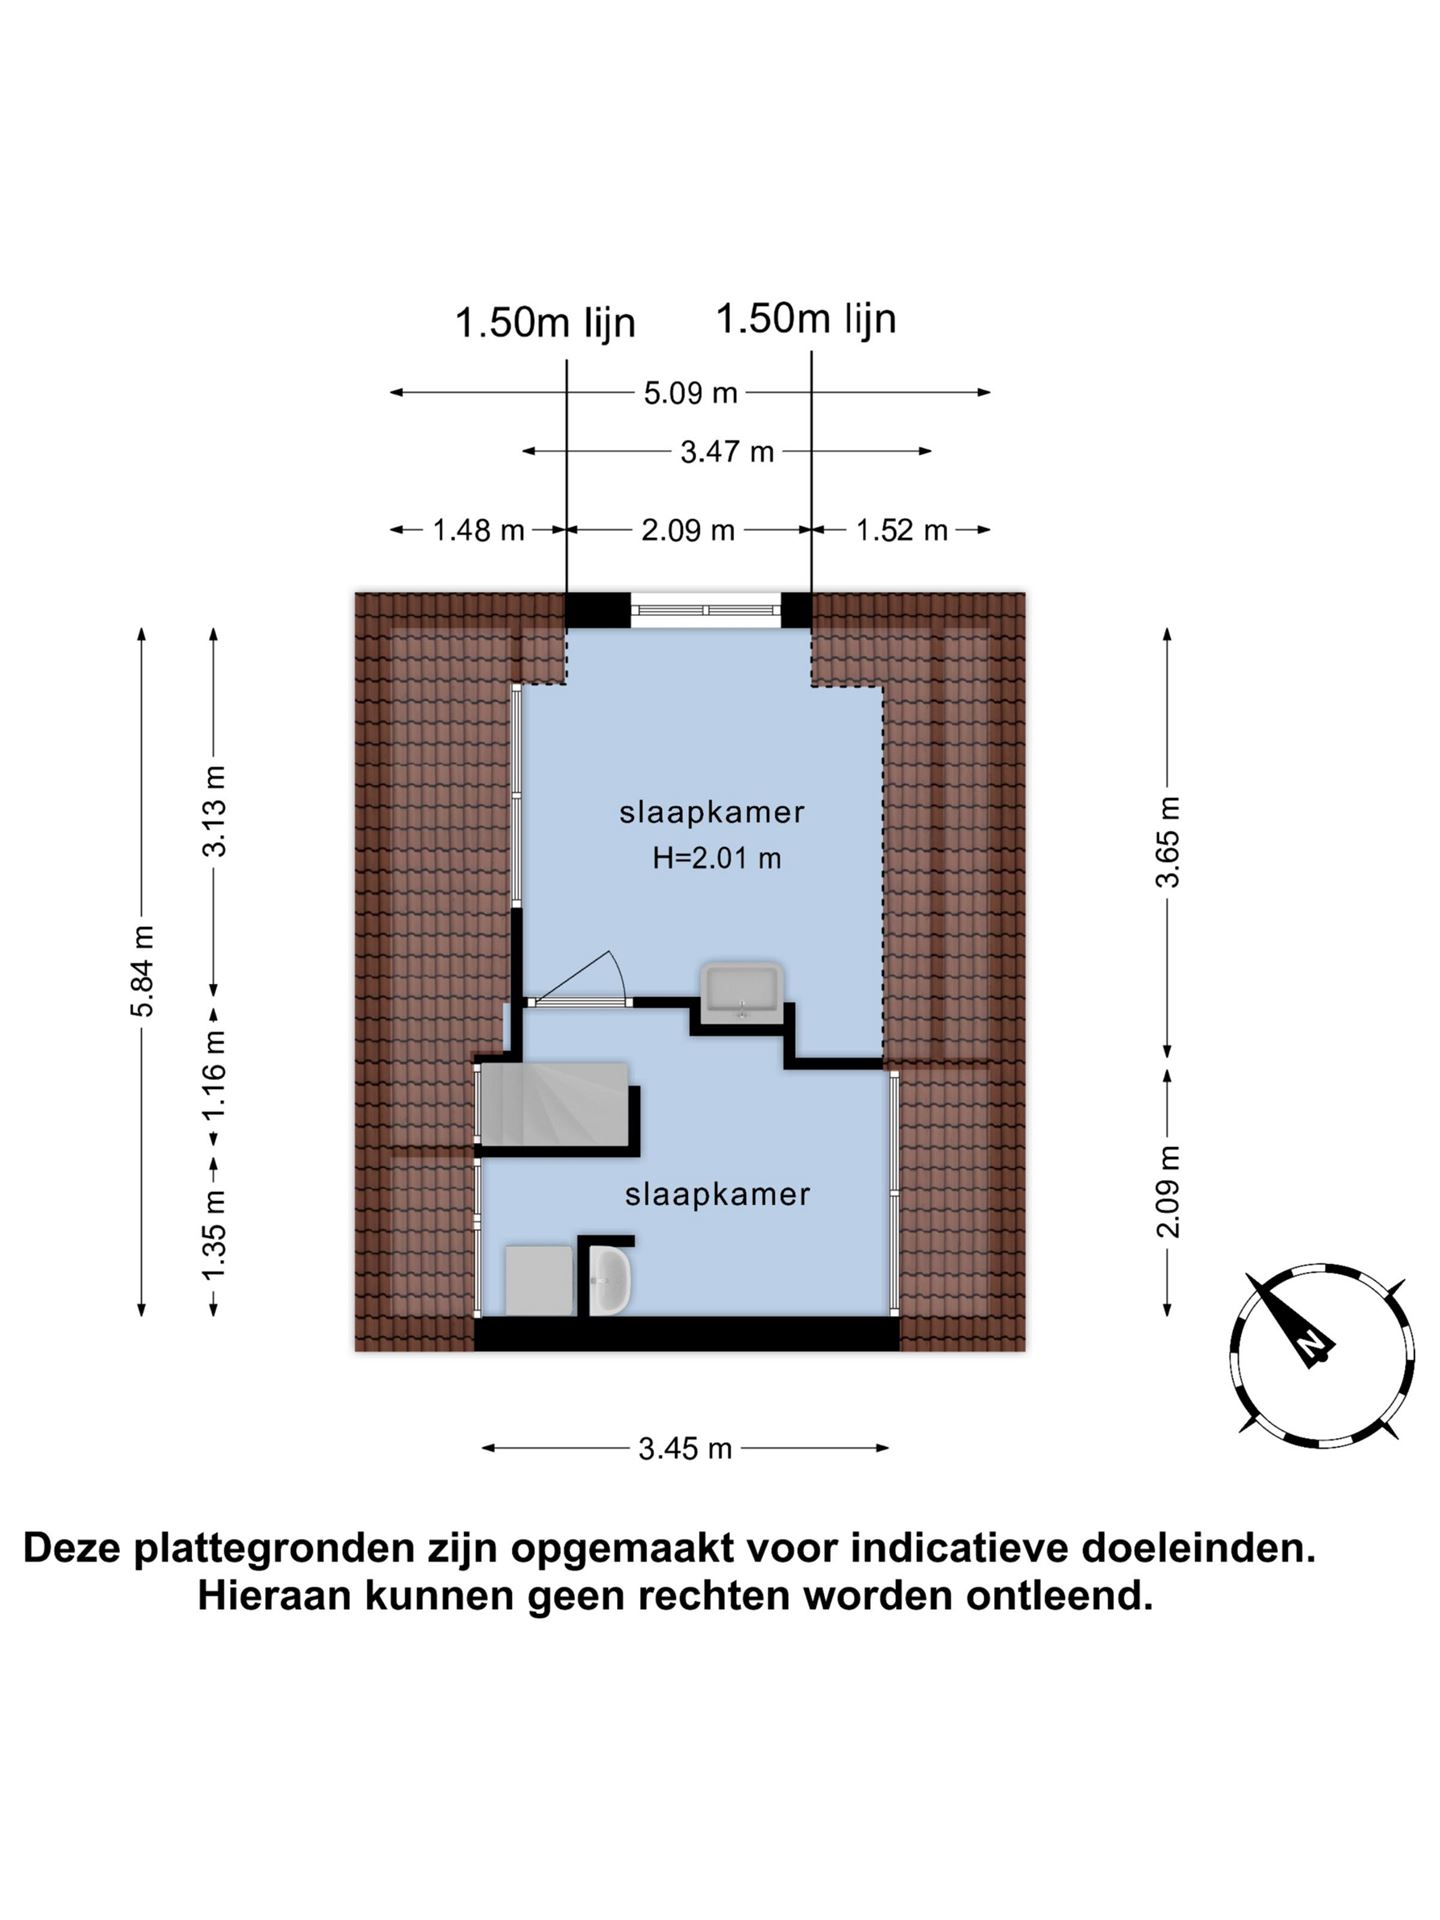 1.50m lijn
1.50m lijn
5.09 m
3.47 m
1.48 m
2.09 m
1.52 m
5.84 m
3.13 m
1.16 m
1.35 m
3.65 m
2.09 m
slaapkamer
H=2.01 m
slaapkamer
N
3.45 m
Deze plattegronden zijn opgemaakt voor indicatieve doeleinden.
Hieraan kunnen geen rechten worden ontleend.